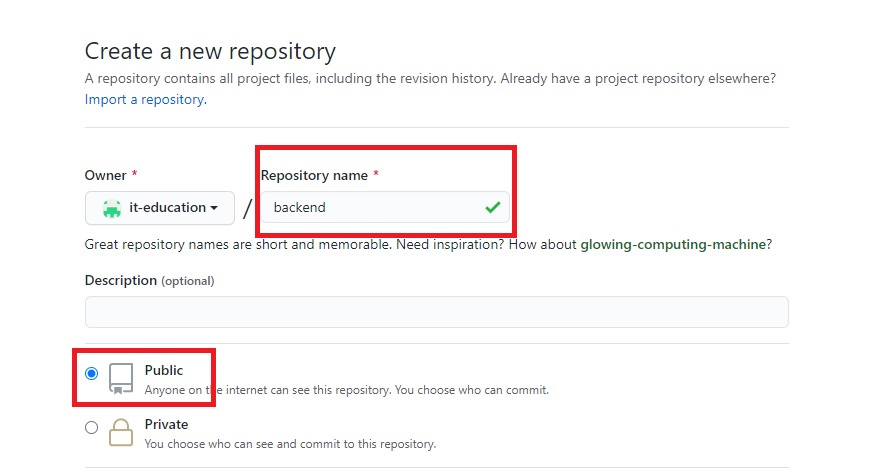 Create a new repository
A repository contains all project files, including the revision history. Already have a project repository elsewhere?
Import a repository.
Owner *
Repository name *
it-education
/
backend
Great repository names are short and memorable. Need inspiration? How about glowing-computing-machine?
Description (optional)
Public
Anyone on the internet can see this repository. You choose who can commit.
Private
You choose who can see and commit to this repository.